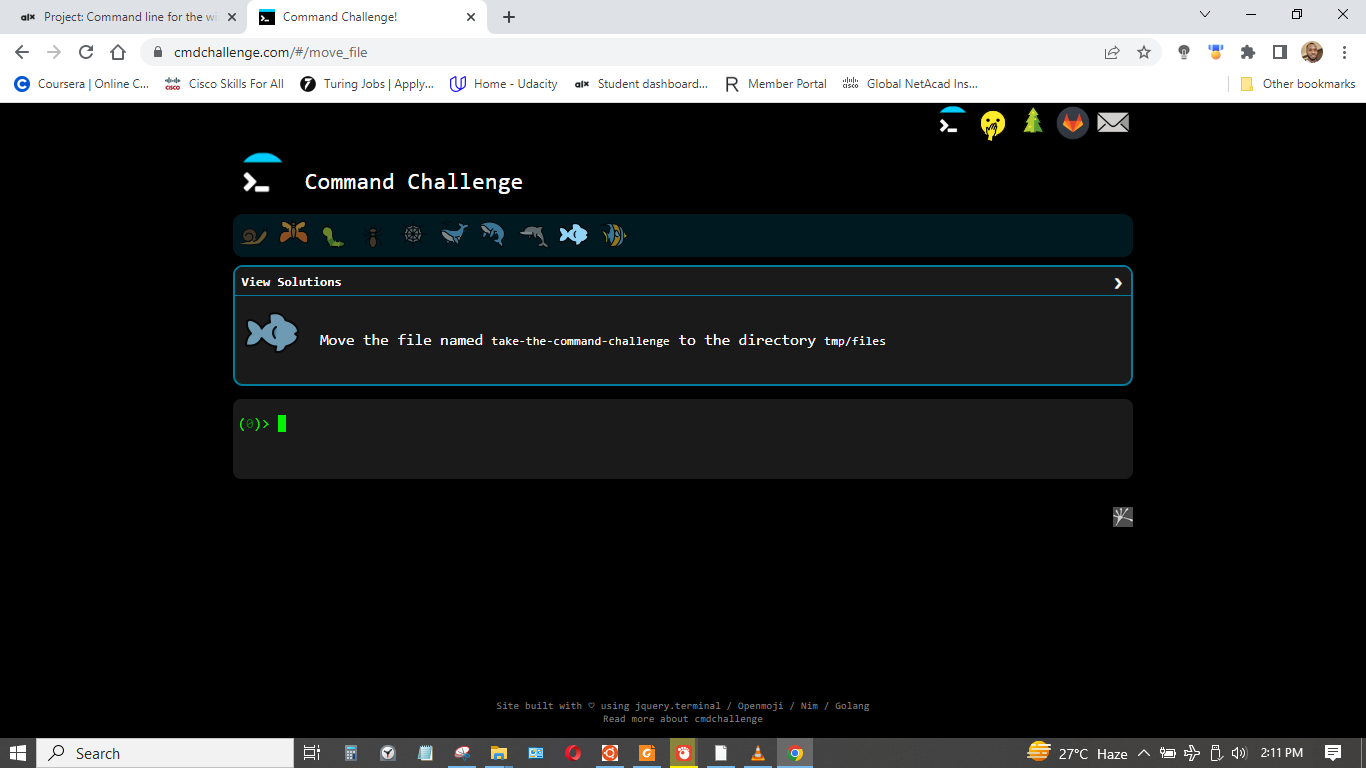 alx Project: Command line for the wi
Command Challenge!
cmdchallenge.com/#/move_file
Coursera | Online C... Cisco Skills For All Turing Jobs | Apply... Home - Udacity alx Student dashboard... Member Portal Global NetAcad Ins... Other bookmarks
Command Challenge
View Solutions
Move the file named take-the-command-challenge to the directory tmp/files
(0)>
Site built with ♡ using jquery.terminal / Openmoji / Nim / Golang
Read more about cmdchallenge
Search 27°C Haze 2:11 PM